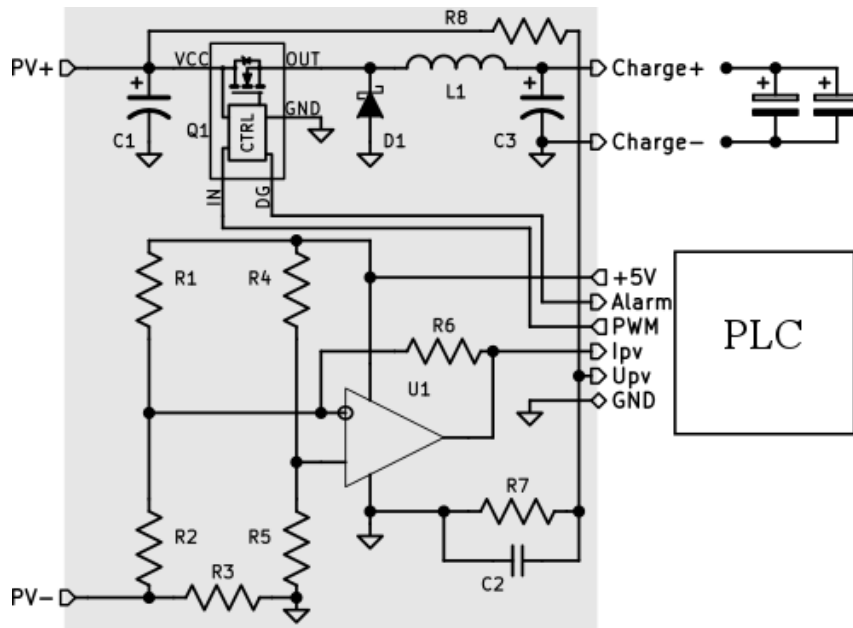 R8
PV+
VCC
OUT
Charge+
+
C1
Q1
CTRL
GND
D1
L1
+
C3
Charge-
+
+
IN
DG
R1
R4
+5V
Alarm
PWM
R6
Ipv
U1
Upv
GND
PLC
R7
R2
R5
R3
C2
PV-